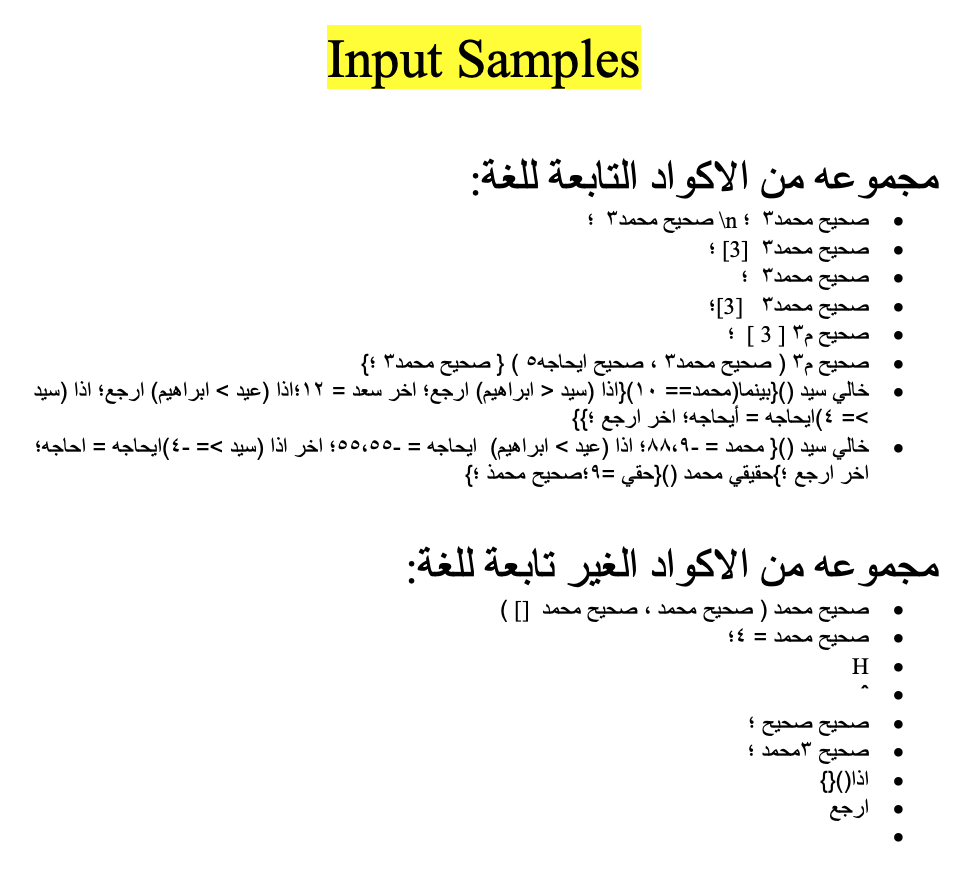 Input Samples
مجموعه من الاكواد التابعة للغة:
• صحيح محمد٣ ؛ \n صحيح محمد٣ ؛
• صحيح محمد٣ [3] ؛
• صحيح محمد٣ ؛
• صحيح محمد٣ [3]؛
• صحيح م٣ [ 3 ] ؛
• صحيح م٣ ( صحيح محمد٣ ، صحيح ايحاجه٥ ) { صحيح محمد٣ ؛}
• خالي سيد (){بينما(محمد== ١٠){اذا (سيد < ابراهيم) ارجع؛ اخر سعد = ١٢؛اذا (عيد > ابراهيم) ارجع؛ اذا (سيد
>= ٤)ايحاجه = أيحاجه؛ اخر ارجع ؛}}
• خالي سيد (){ محمد = -٨٨،٩؛ اذا (عيد > ابراهيم) ايحاجه = -٥٥،٥٥؛ اخر اذا (سيد >= -٤)ايحاجه = احاجه؛
اخر ارجع ؛}حقيقي محمد (){حقي =٩؛صحيح محمذ ؛}
مجموعه من الاكواد الغير تابعة للغة:
• صحيح محمد ( صحيح محمد ، صحيح محمد [] )
• صحيح محمد = ٤؛
• H
• ^
• صحيح صحيح ؛
• صحيح ٣محمد ؛
• اذا(){}
• ارجع
•